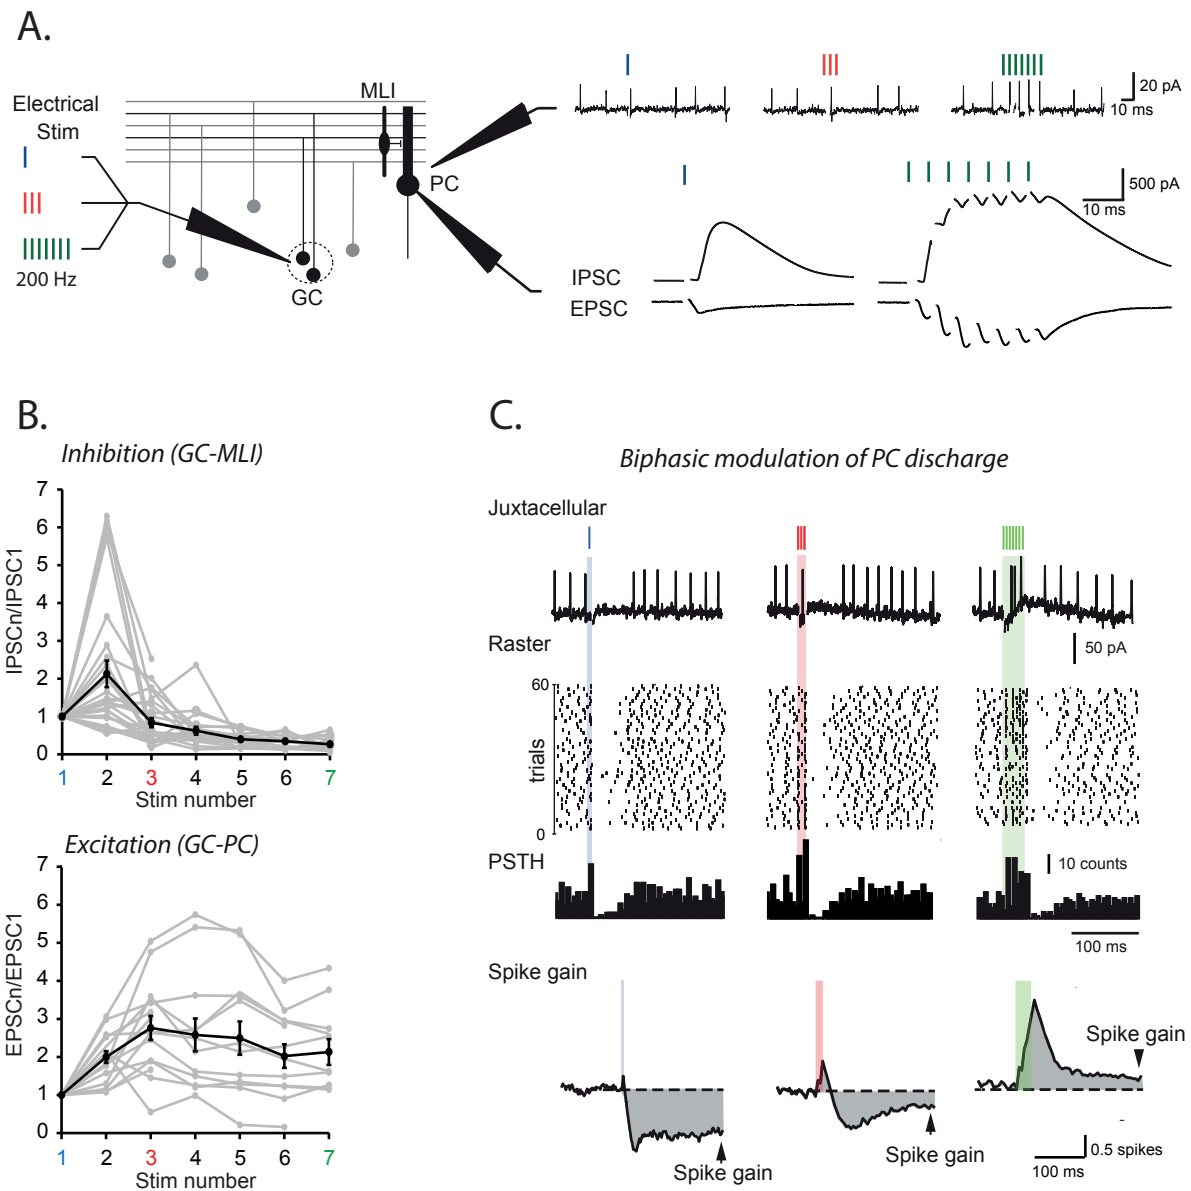 A.
Electrical
Stim
200 Hz
MLI
PC
GC
20 pA
10 ms
500 pA
10 ms
IPSC
EPSC
B.
Inhibition (GC-MLI)
IPSCn/IPSC1
7
6
5
4
3
2
1
0
1 2 3 4 5 6 7
Stim number
Excitation (GC-PC)
EPSCn/EPSC1
7
6
5
4
3
2
1
0
1 2 3 4 5 6 7
Stim number
C.
Biphasic modulation of PC discharge
Juxtacellular
50 pA
Raster
60
trials
0
PSTH
10 counts
100 ms
Spike gain
Spike gain
Spike gain
Spike gain
0.5 spikes
100 ms